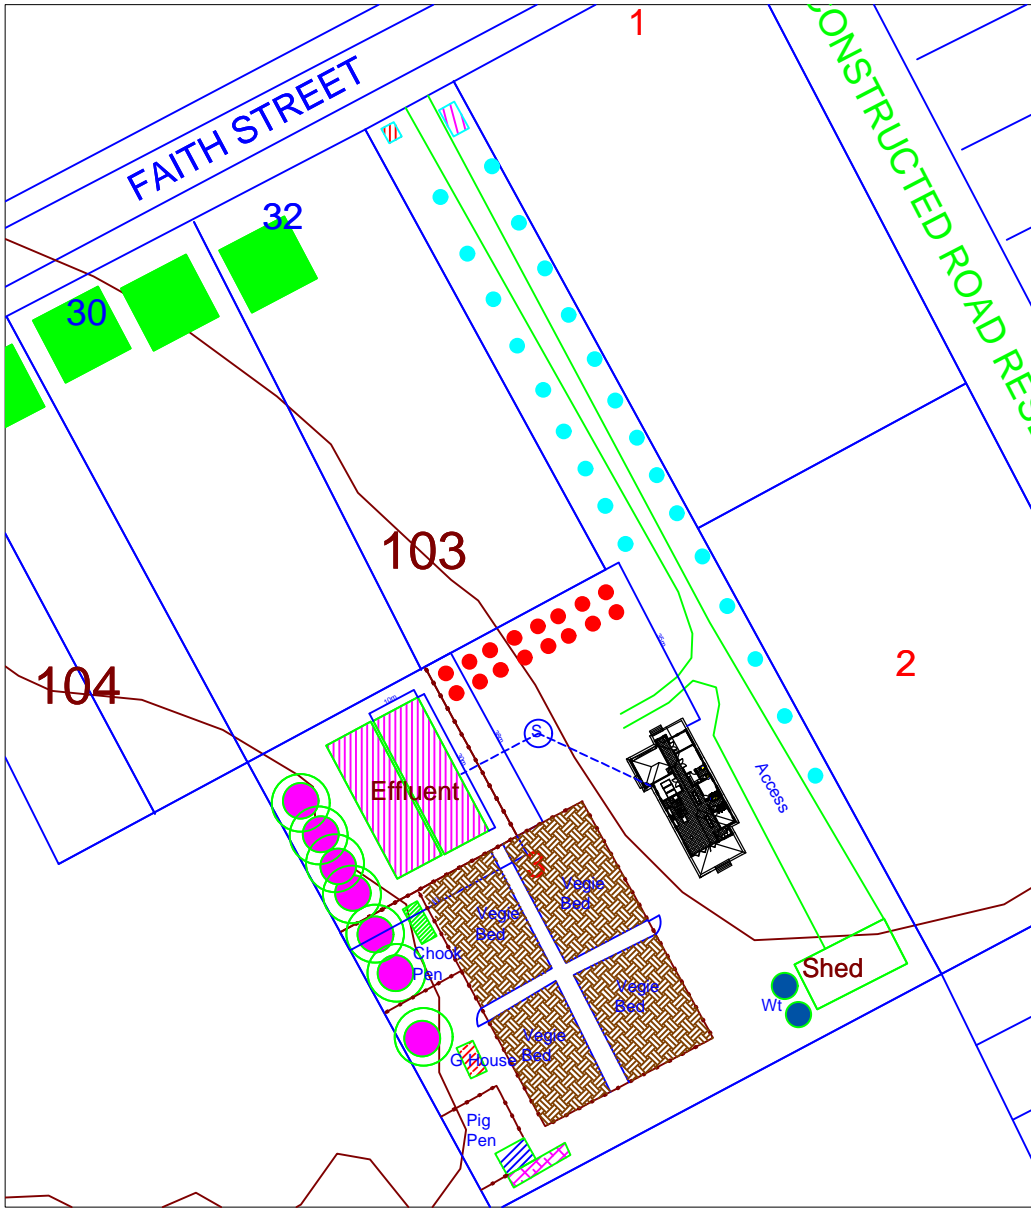 1
CONSTRUCTED ROAD RESE
FAITH STREET
32
30
103
104
2
S
Access
Effluent
3
Vegie
Bed
Vegie
Bed
Chook
Pen
Vegie
Bed
Shed
Wt
Vegie
Bed
G House
Pig
Pen